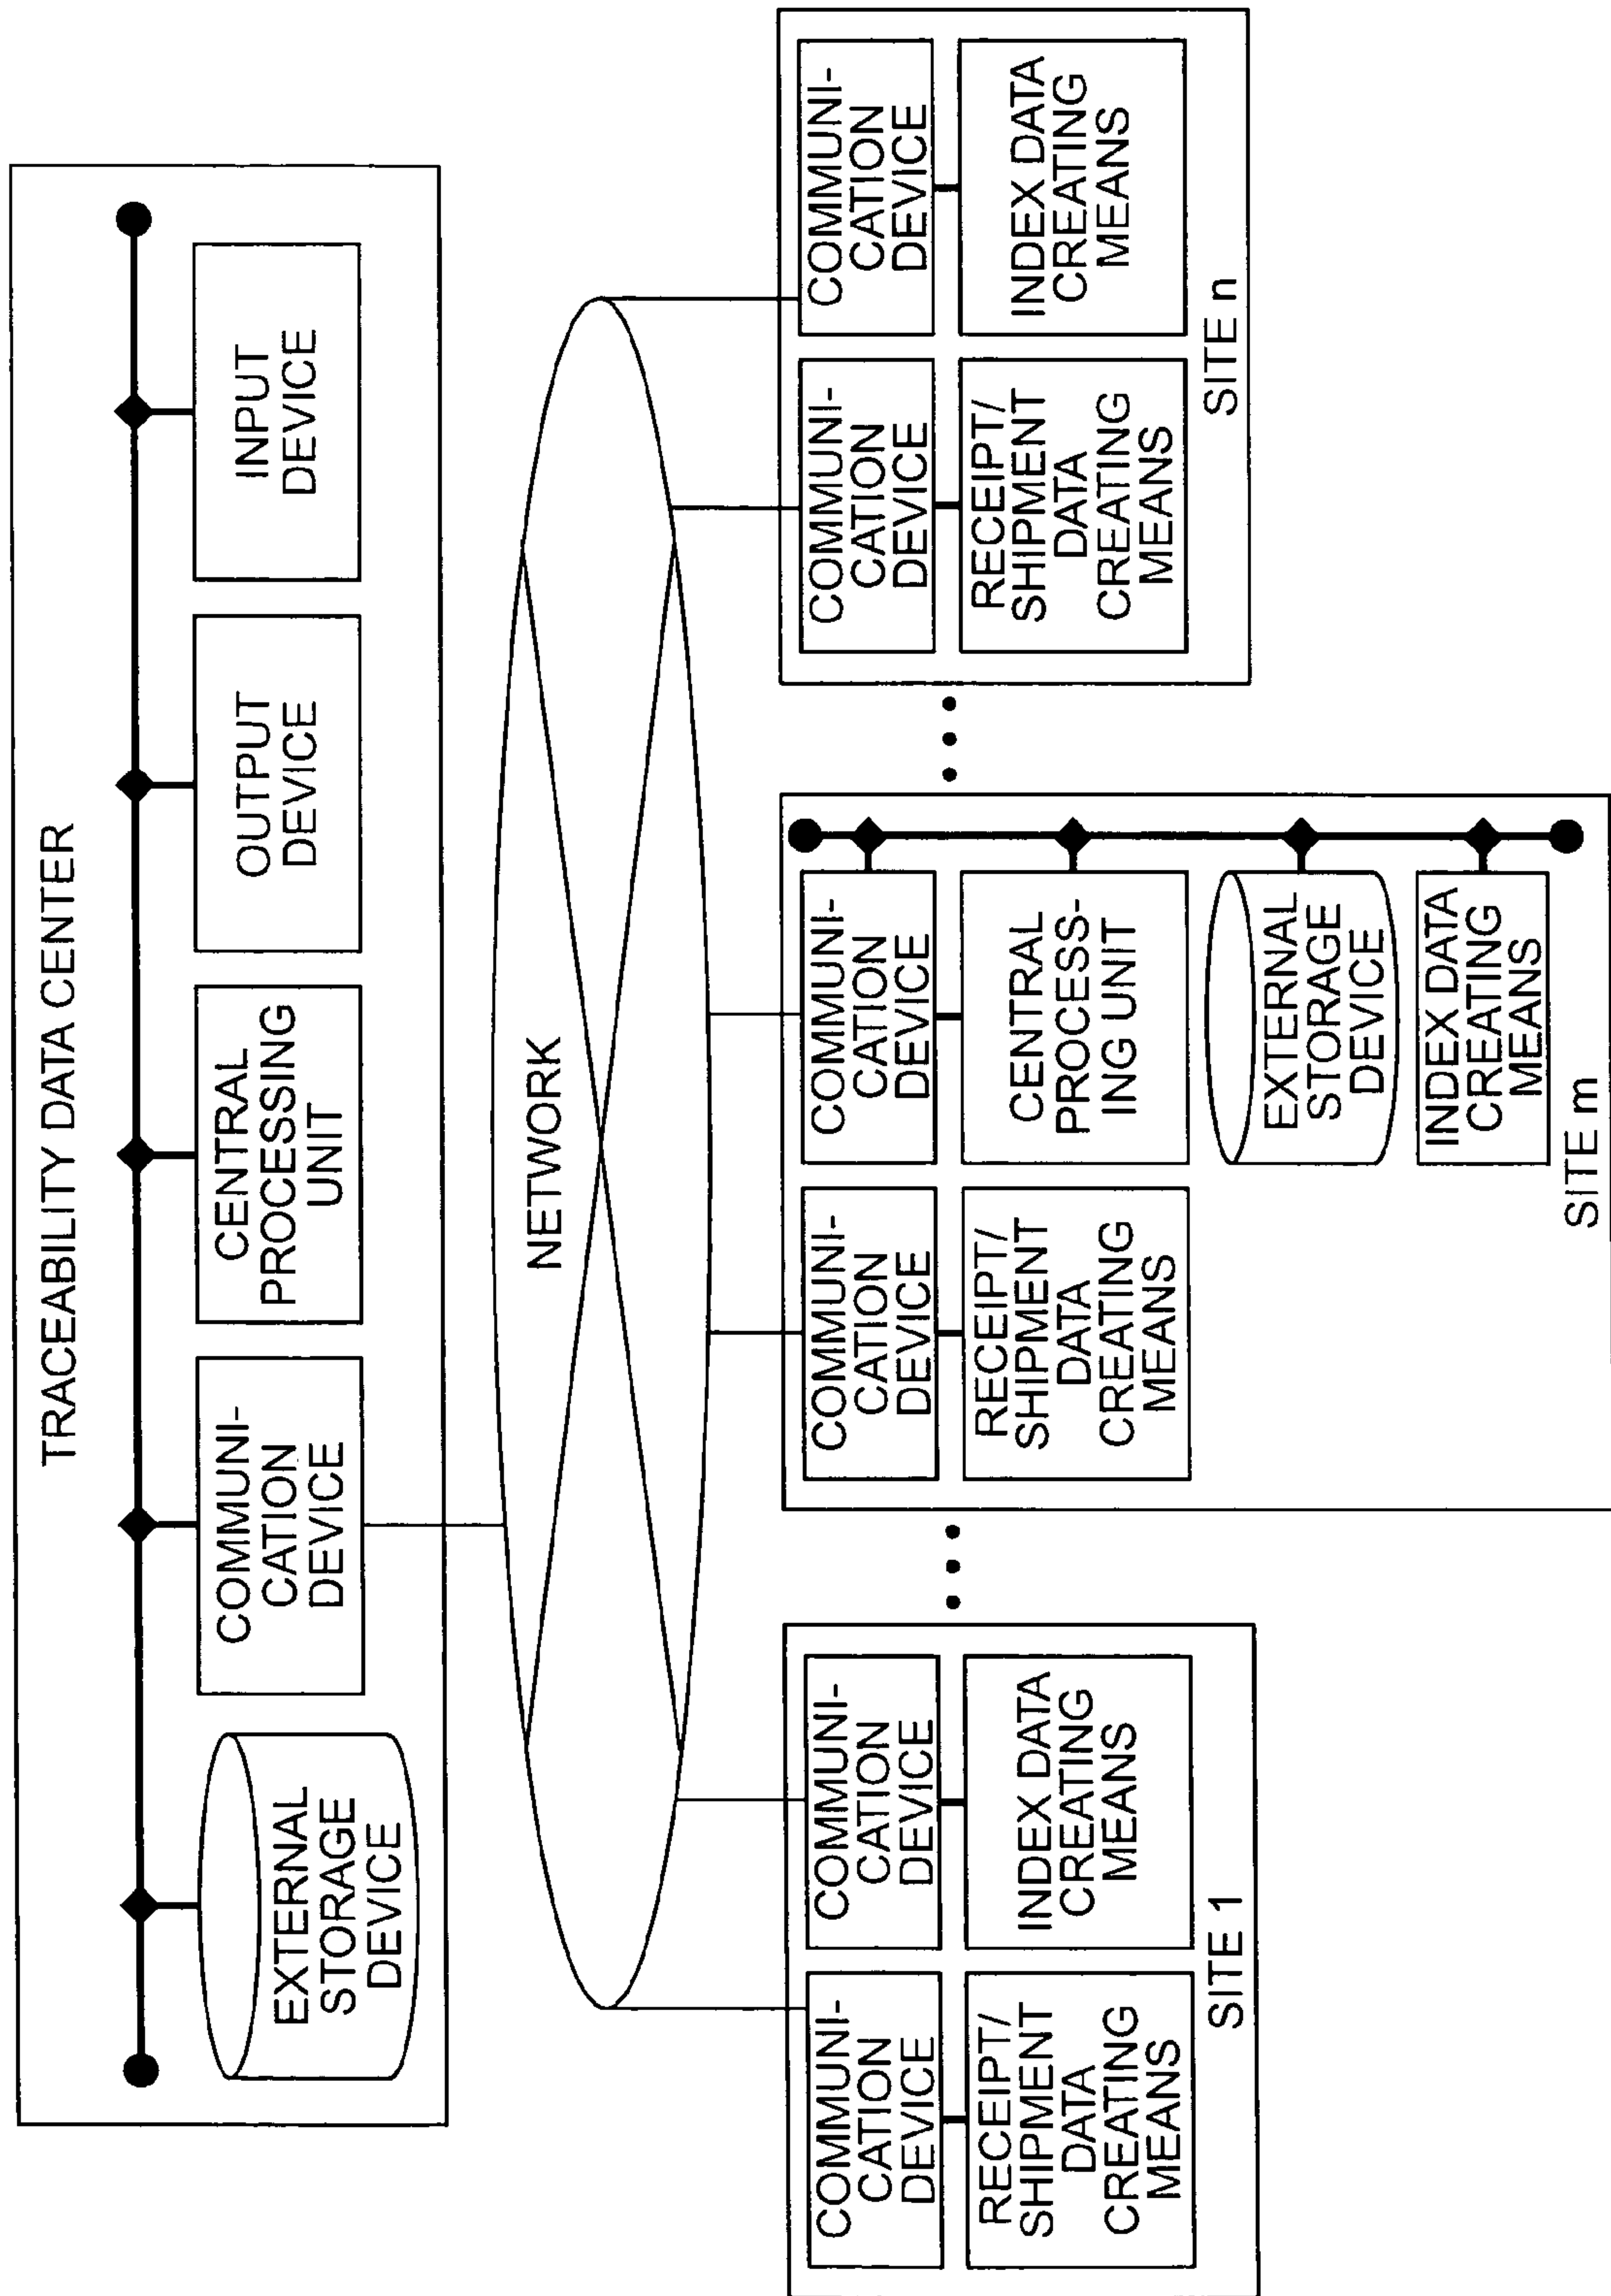 TRACEABILITY DATA CENTER
EXTERNAL
STORAGE
DEVICE
COMMUNI-
CATION
DEVICE
CENTRAL
PROCESSING
UNIT
OUTPUT
DEVICE
INPUT
DEVICE
NETWORK
COMMUNI-
CATION
DEVICE
RECEIPT/
SHIPMENT
DATA
CREATING
MEANS
COMMUNI-
CATION
DEVICE
INDEX DATA
CREATING
MEANS
SITE 1
COMMUNI-
CATION
DEVICE
RECEIPT/
SHIPMENT
DATA
CREATING
MEANS
COMMUNI-
CATION
DEVICE
CENTRAL
PROCESS-
ING UNIT
EXTERNAL
STORAGE
DEVICE
INDEX DATA
CREATING
MEANS
SITE m
COMMUNI-
CATION
DEVICE
RECEIPT/
SHIPMENT
DATA
CREATING
MEANS
COMMUNI-
CATION
DEVICE
INDEX DATA
CREATING
MEANS
SITE n